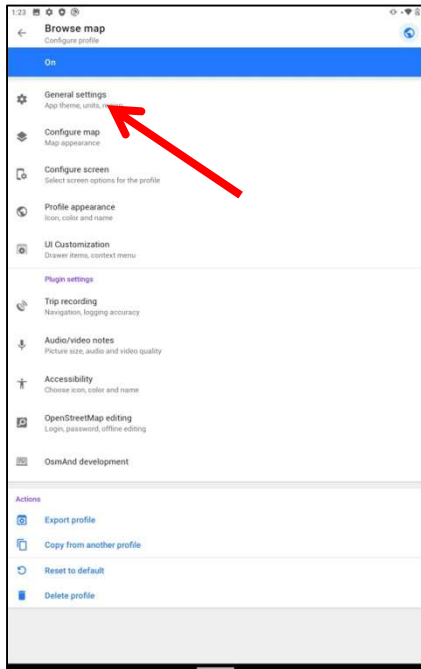 1:23
Browse map
Configure profile
On
General settings
App theme, units, region
Configure map
Map appearance
Configure screen
Select screen options for the profile
Profile appearance
Icon, color and name
UI Customization
Drawer items, context menu
Plugin settings
Trip recording
Navigation, logging accuracy
Audio/video notes
Picture size, audio and video quality
Accessibility
Choose icon, color and name
OpenStreetMap editing
Login, password, offline editing
OsmAnd development
Actions
Export profile
Copy from another profile
Reset to default
Delete profile